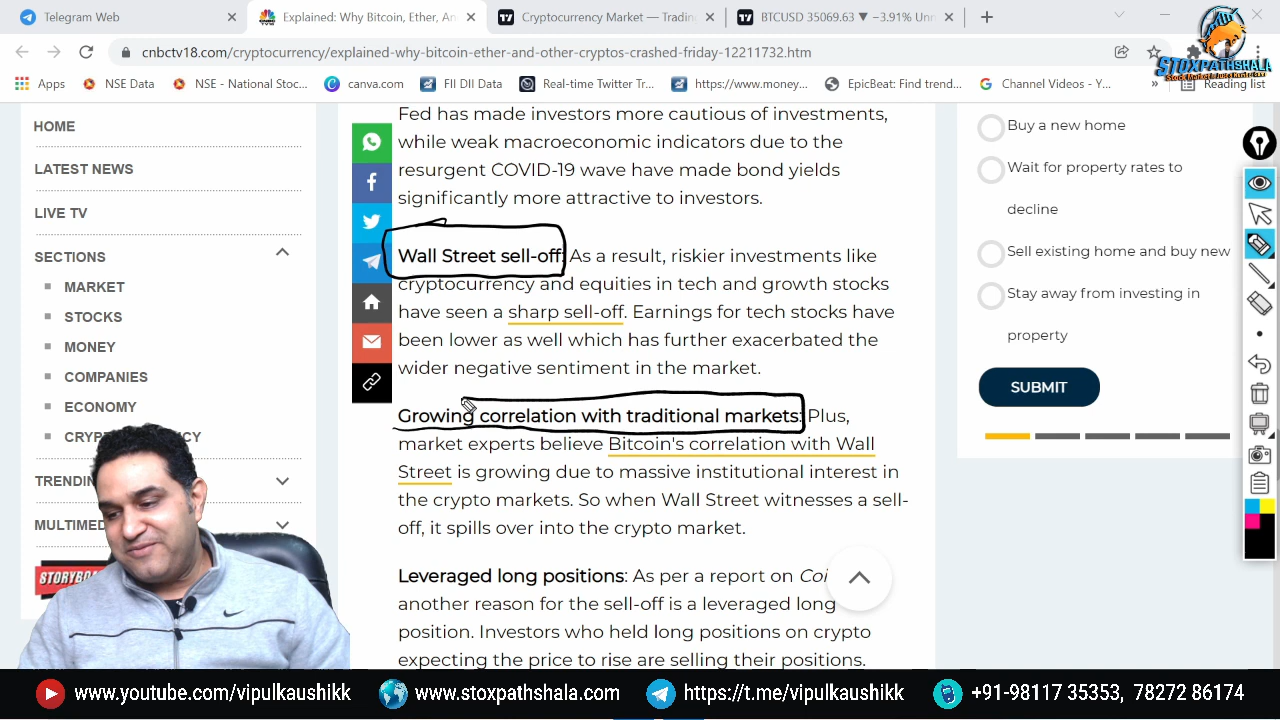 Telegram Web
Explained: Why Bitcoin, Ether, An
Cryptocurrency Market — Tradin
BTCUSD 35069.63 ▼ −3.91% Un
cnbctv18.com/cryptocurrency/explained-why-bitcoin-ether-and-other-cryptos-crashed-friday-12211732.htm
STOXPATHSHALA
Apps
NSE Data
NSE - National Stoc...
canva.com
FII DII Data
Real-time Twitter Tr...
https://www.money...
EpicBeat: Find trend...
Channel Videos - Y...
»
Reading list
HOME
LATEST NEWS
LIVE TV
SECTIONS
MARKET
STOCKS
MONEY
COMPANIES
ECONOMY
CRYP
CY
TRENDIN
MULTIMED
STORYBOA
Fed has made investors more cautious of investments,
while weak macroeconomic indicators due to the
resurgent COVID-19 wave have made bond yields
significantly more attractive to investors.
Wall Street sell-off: As a result, riskier investments like
cryptocurrency and equities in tech and growth stocks
have seen a sharp sell-off. Earnings for tech stocks have
been lower as well which has further exacerbated the
wider negative sentiment in the market.
Growing correlation with traditional markets: Plus,
market experts believe Bitcoin's correlation with Wall
Street is growing due to massive institutional interest in
the crypto markets. So when Wall Street witnesses a sell-
off, it spills over into the crypto market.
Leveraged long positions: As per a report on Coi
another reason for the sell-off is a leveraged long
position. Investors who held long positions on crypto
expecting the price to rise are selling their positions.
Buy a new home
Wait for property rates to
decline
Sell existing home and buy new
Stay away from investing in
property
SUBMIT
www.youtube.com/vipulkaushikk
www.stoxpathshala.com
https://t.me/vipulkaushikk
+91-98117 35353, 78272 86174